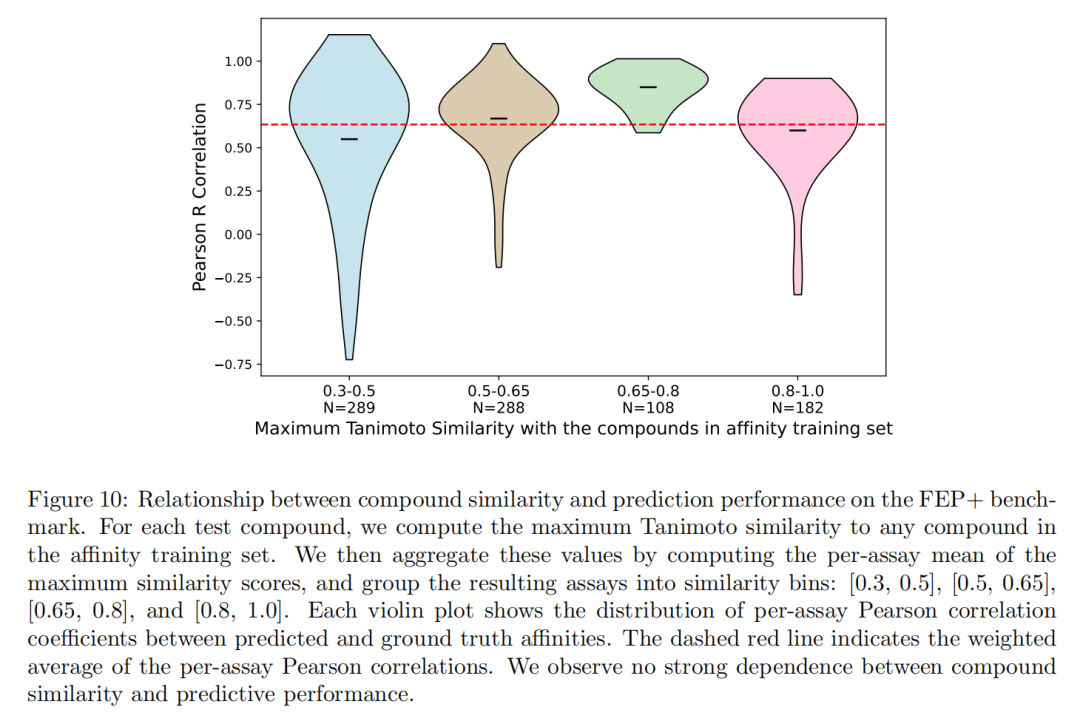 1.00
0.75
0.50
0.25
0.00
−0.25
−0.50
−0.75
Pearson R Correlation
0.3-0.5 0.5-0.65 0.65-0.8 0.8-1.0
N=289 N=288 N=108 N=182
Maximum Tanimoto Similarity with the compounds in affinity training set
Figure 10: Relationship between compound similarity and prediction performance on the FEP+ bench-
mark. For each test compound, we compute the maximum Tanimoto similarity to any compound in
the affinity training set. We then aggregate these values by computing the per-assay mean of the
maximum similarity scores, and group the resulting assays into similarity bins: [0.3, 0.5], [0.5, 0.65],
[0.65, 0.8], and [0.8, 1.0]. Each violin plot shows the distribution of per-assay Pearson correlation
coefficients between predicted and ground truth affinities. The dashed red line indicates the weighted
average of the per-assay Pearson correlations. We observe no strong dependence between compound
similarity and predictive performance.